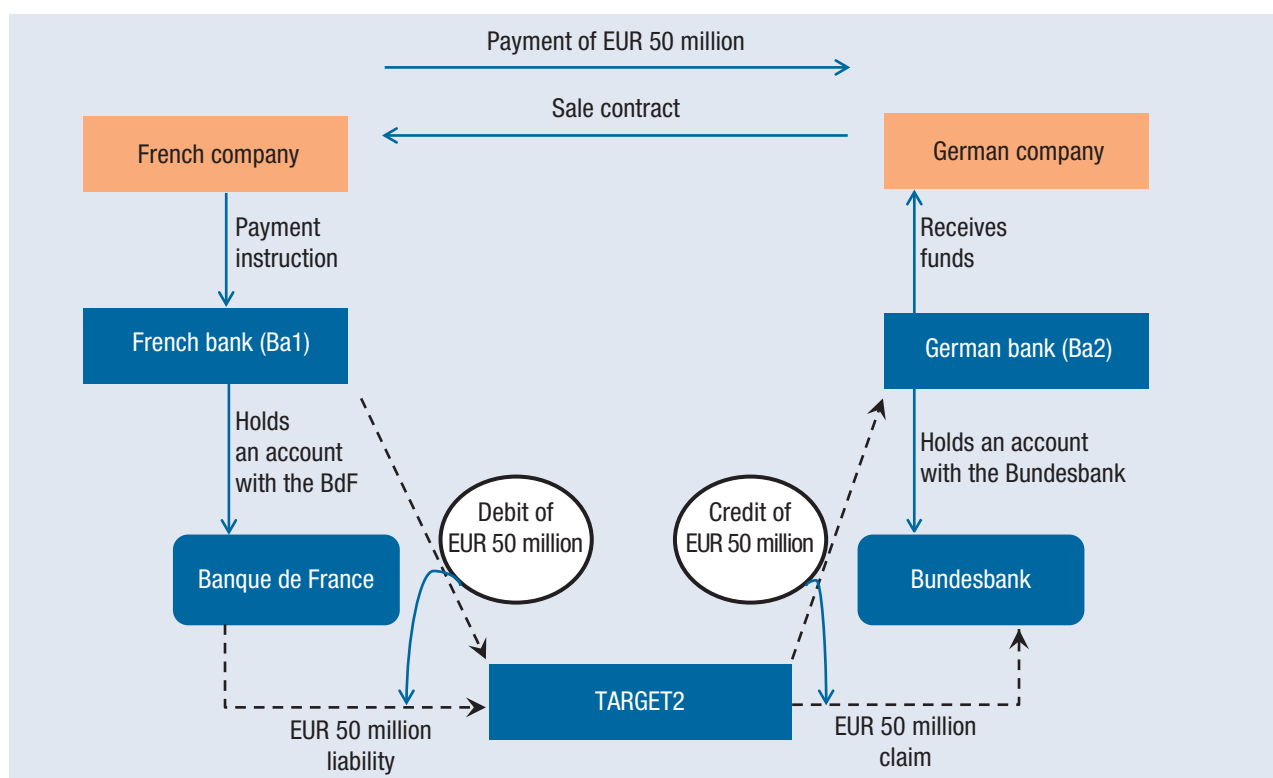 Payment of EUR 50 million
Sale contract
French company
German company
Payment
instruction
Receives
funds
French bank (Ba1)
German bank (Ba2)
Holds
an account
with the BdF
Holds an account
with the Bundesbank
Debit of
EUR 50 million
Credit of
EUR 50 million
Banque de France
Bundesbank
TARGET2
EUR 50 million
liability
EUR 50 million
claim